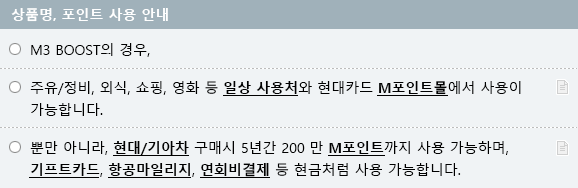 상품명, 포인트 사용 안내
M3 BOOST의 경우,
주유/정비, 외식, 쇼핑, 영화 등 일상 사용처와 현대카드 M포인트몰에서 사용이
가능합니다.
뿐만 아니라, 현대/기아차 구매시 5년간 200 만 M포인트까지 사용 가능하며,
기프트카드, 항공마일리지, 연회비결제 등 현금처럼 사용 가능합니다.